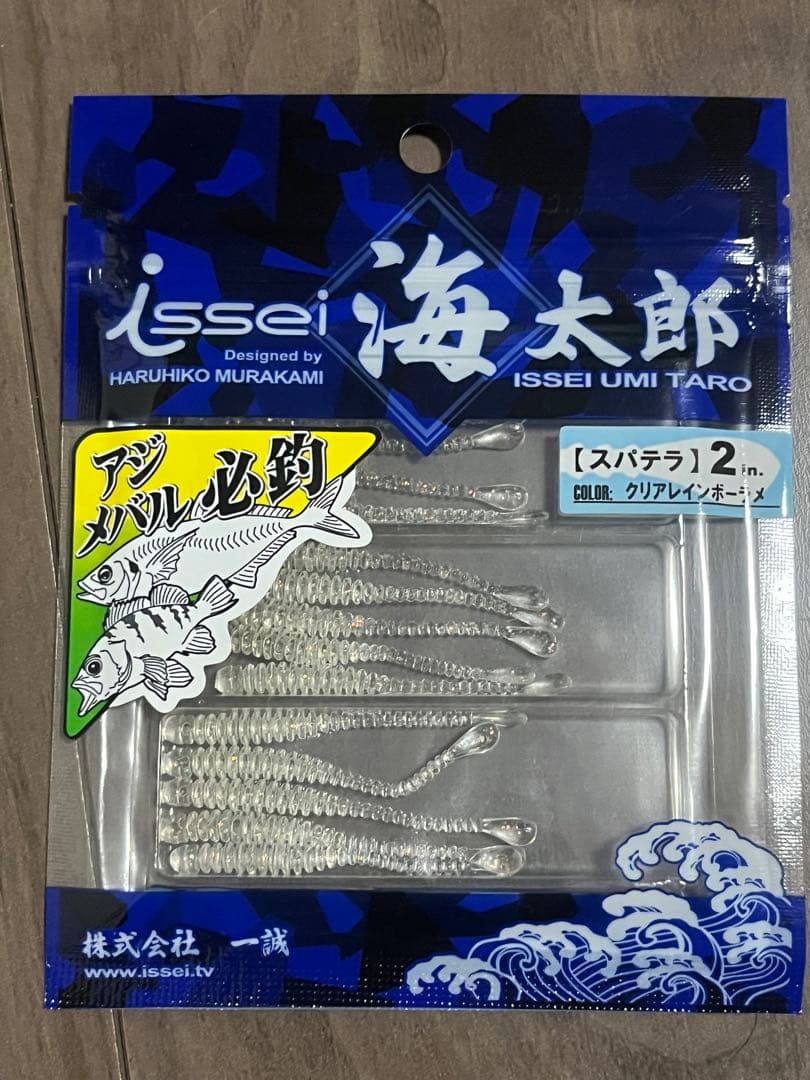 issei
Designed by
HARUHIKO MURAKAMI
海太郎
ISSEI UMI TARO
アジ
メバル必釣
【スパテラ】2in.
COLOR: クリアレインボーラメ
株式会社 一誠
www.issei.tv